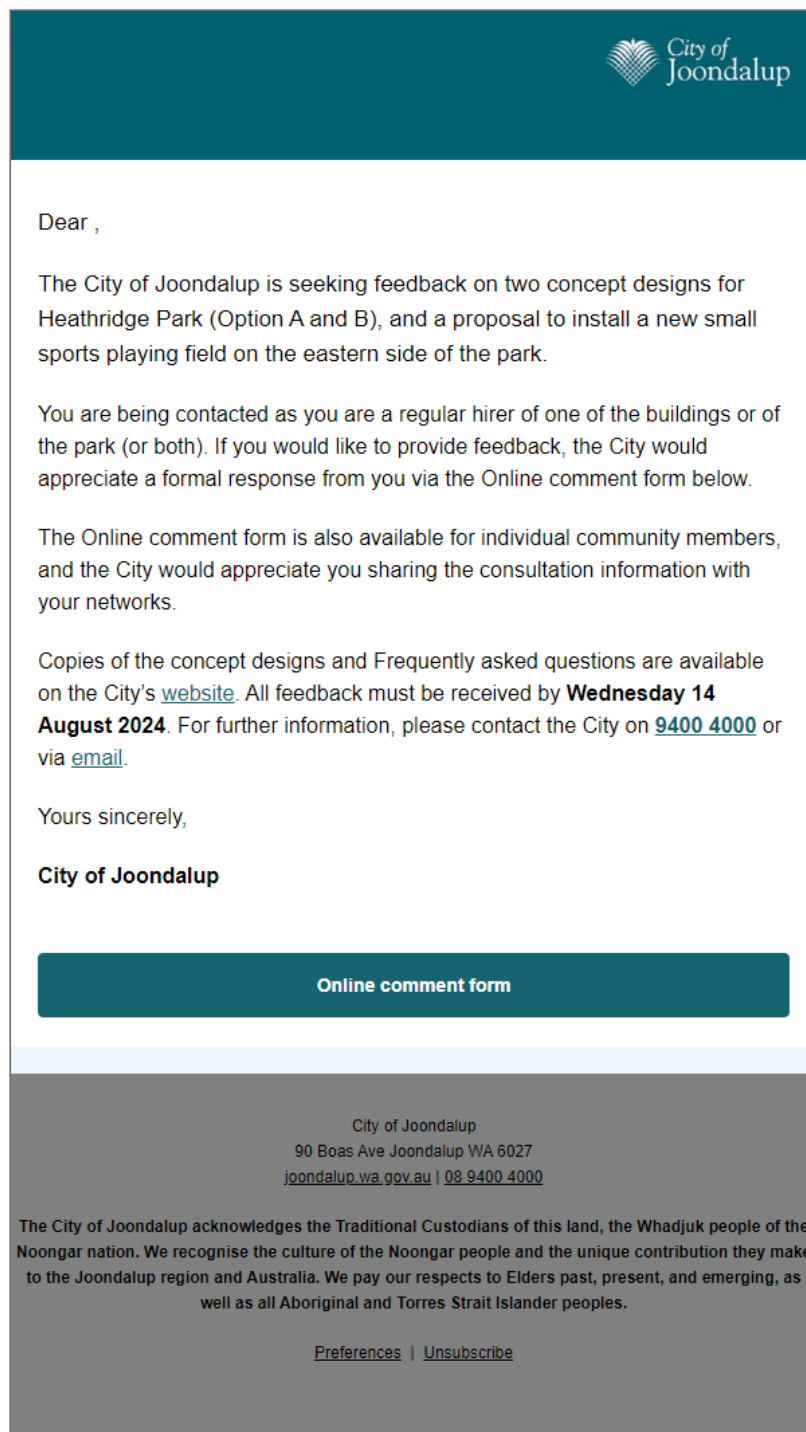 City of
Joondalup
Dear ,
The City of Joondalup is seeking feedback on two concept designs for
Heathridge Park (Option A and B), and a proposal to install a new small
sports playing field on the eastern side of the park.
You are being contacted as you are a regular hirer of one of the buildings or of
the park (or both). If you would like to provide feedback, the City would
appreciate a formal response from you via the Online comment form below.
The Online comment form is also available for individual community members,
and the City would appreciate you sharing the consultation information with
your networks.
Copies of the concept designs and Frequently asked questions are available
on the City’s website. All feedback must be received by Wednesday 14
August 2024. For further information, please contact the City on 9400 4000 or
via email.
Yours sincerely,
City of Joondalup
Online comment form
City of Joondalup
90 Boas Ave Joondalup WA 6027
joondalup.wa.gov.au | 08 9400 4000
The City of Joondalup acknowledges the Traditional Custodians of this land, the Whadjuk people of the
Noongar nation. We recognise the culture of the Noongar people and the unique contribution they make
to the Joondalup region and Australia. We pay our respects to Elders past, present, and emerging, as
well as all Aboriginal and Torres Strait Islander peoples.
Preferences | Unsubscribe